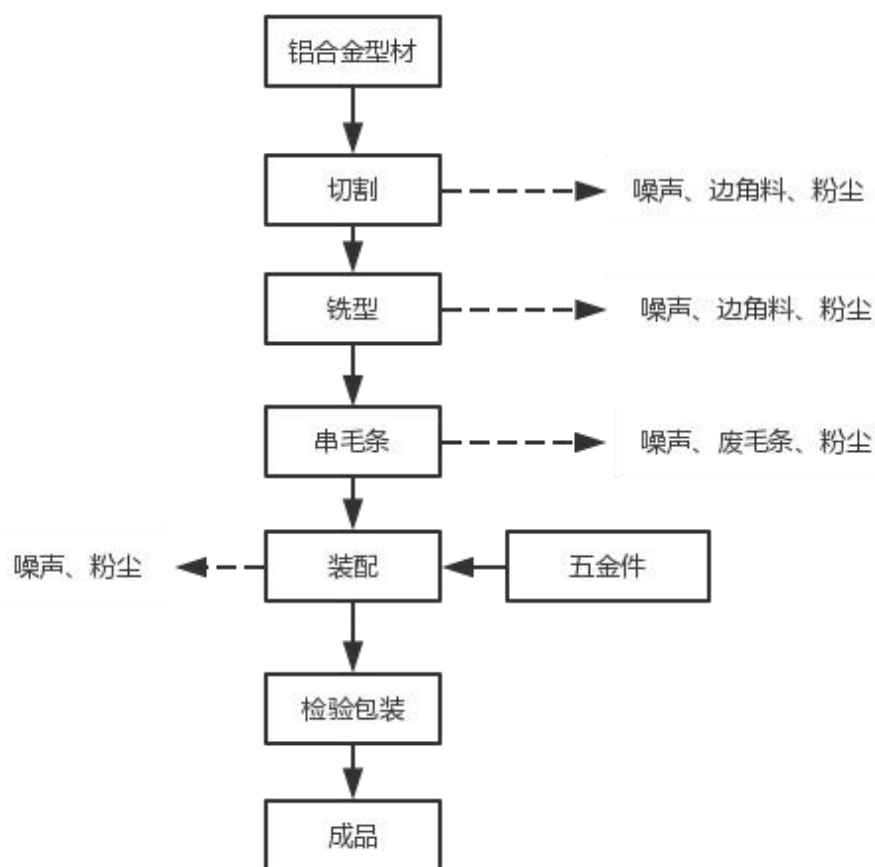 铝合金型材
切割
噪声、边角料、粉尘
铣型
噪声、边角料、粉尘
串毛条
噪声、废毛条、粉尘
噪声、粉尘
装配
五金件
检验包装
成品